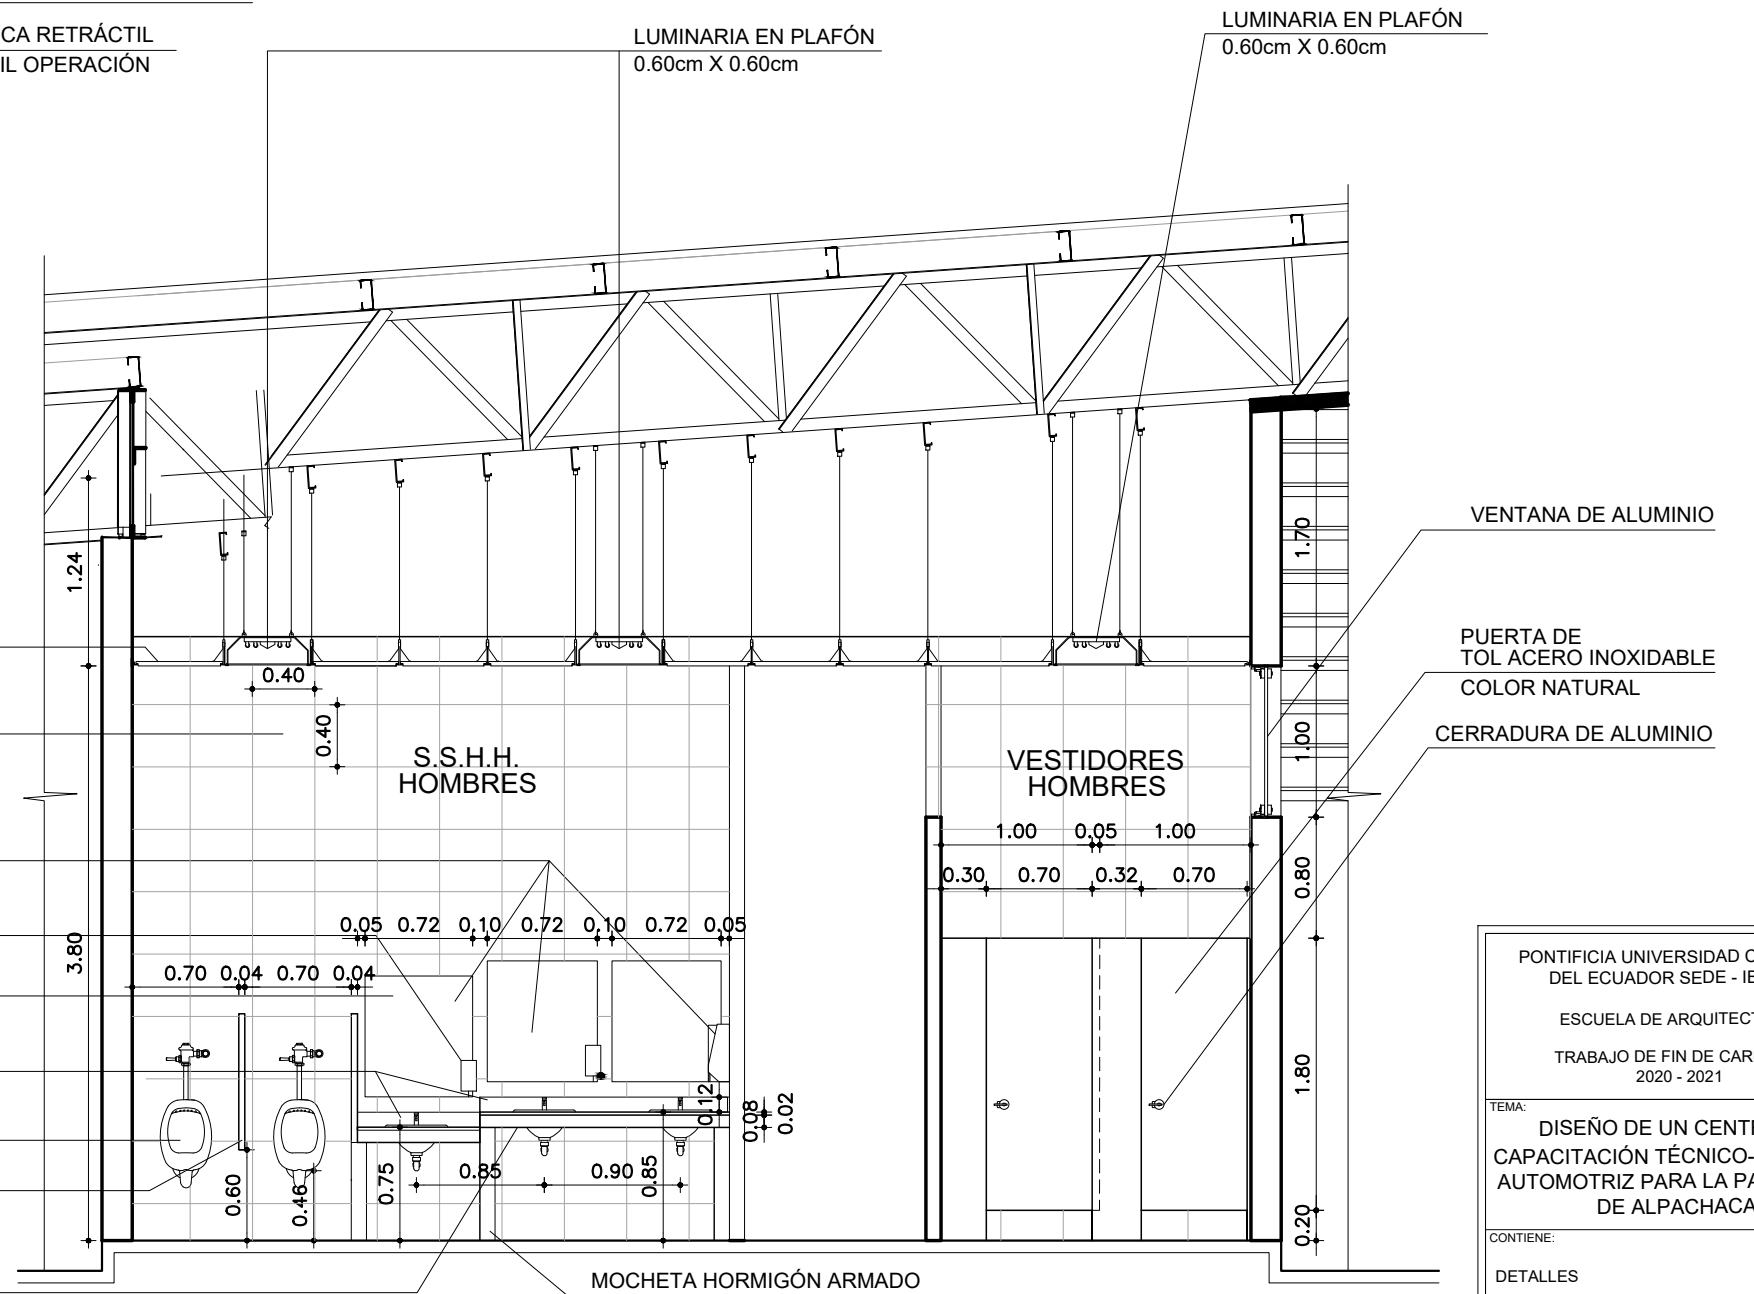 CA RETRÁCTIL
IL OPERACIÓN
LUMINARIA EN PLAFÓN
0.60cm X 0.60cm
LUMINARIA EN PLAFÓN
0.60cm X 0.60cm
VENTANA DE ALUMINIO
PUERTA DE
TOL ACERO INOXIDABLE
COLOR NATURAL
CERRADURA DE ALUMINIO
1.24
3.80
0.40
0.40
S.S.H.H.
HOMBRES
VESTIDORES
HOMBRES
1.70
1.00
0.80
1.80
0.20
1.00 0.05 1.00
0.30 0.70 0.32 0.70
0.05 0.72 0.10 0.72 0.10 0.72 0.05
0.70 0.04 0.70 0.04
0.12
0.08
0.02
0.60
0.46
0.75
0.85
0.90
0.85
MOCHETA HORMIGÓN ARMADO
PONTIFICIA UNIVERSIDAD C
DEL ECUADOR SEDE - IB
ESCUELA DE ARQUITECT
TRABAJO DE FIN DE CAR
2020 - 2021
TEMA:
DISEÑO DE UN CENT
CAPACITACIÓN TÉCNICO-
AUTOMOTRIZ PARA LA PA
DE ALPACHACA
CONTIENE:
DETALLES